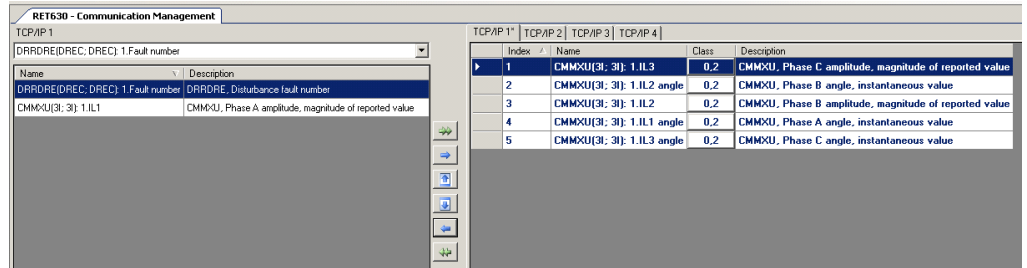 RET630 - Communication Management
TCP/IP 1
DRRDRE(DREC; DREC): 1.Fault number
Name Description
DRRDRE(DREC; DREC): 1.Fault number DRRDRE, Disturbance fault number
CMMXU(3I; 3I): 1.IL1 CMMXU, Phase A amplitude, magnitude of reported value
TCP/IP 1* TCP/IP 2 TCP/IP 3 TCP/IP 4
Index Name Class Description
1 CMMXU(3I; 3I): 1.IL3 0,2 CMMXU, Phase C amplitude, magnitude of reported value
2 CMMXU(3I; 3I): 1.IL2 angle 0,2 CMMXU, Phase B angle, instantaneous value
3 CMMXU(3I; 3I): 1.IL2 0,2 CMMXU, Phase B amplitude, magnitude of reported value
4 CMMXU(3I; 3I): 1.IL1 angle 0,2 CMMXU, Phase A angle, instantaneous value
5 CMMXU(3I; 3I): 1.IL3 angle 0,2 CMMXU, Phase C angle, instantaneous value